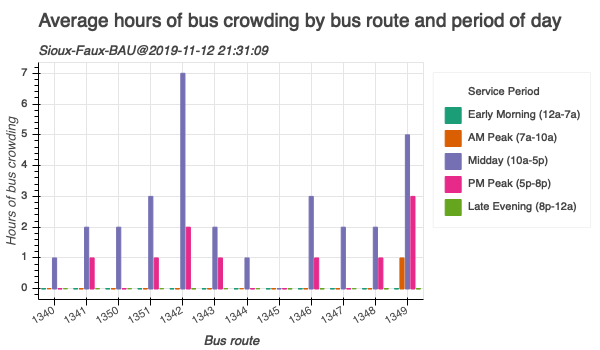 Average hours of bus crowding by bus route and period of day
Sioux-Faux-BAU@2019-11-12 21:31:09
Hours of bus crowding
7
6
5
4
3
2
1
0
1340 1341 1350 1351 1342 1343 1344 1345 1346 1347 1348 1349
Bus route
Service Period
Early Morning (12a-7a)
AM Peak (7a-10a)
Midday (10a-5p)
PM Peak (5p-8p)
Late Evening (8p-12a)